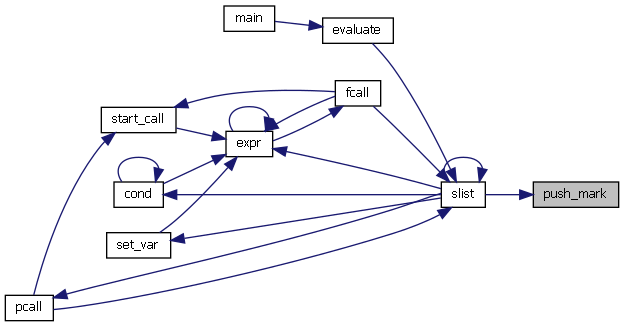 main
evaluate
fcall
start_call
expr
cond
slist
push_mark
set_var
pcall